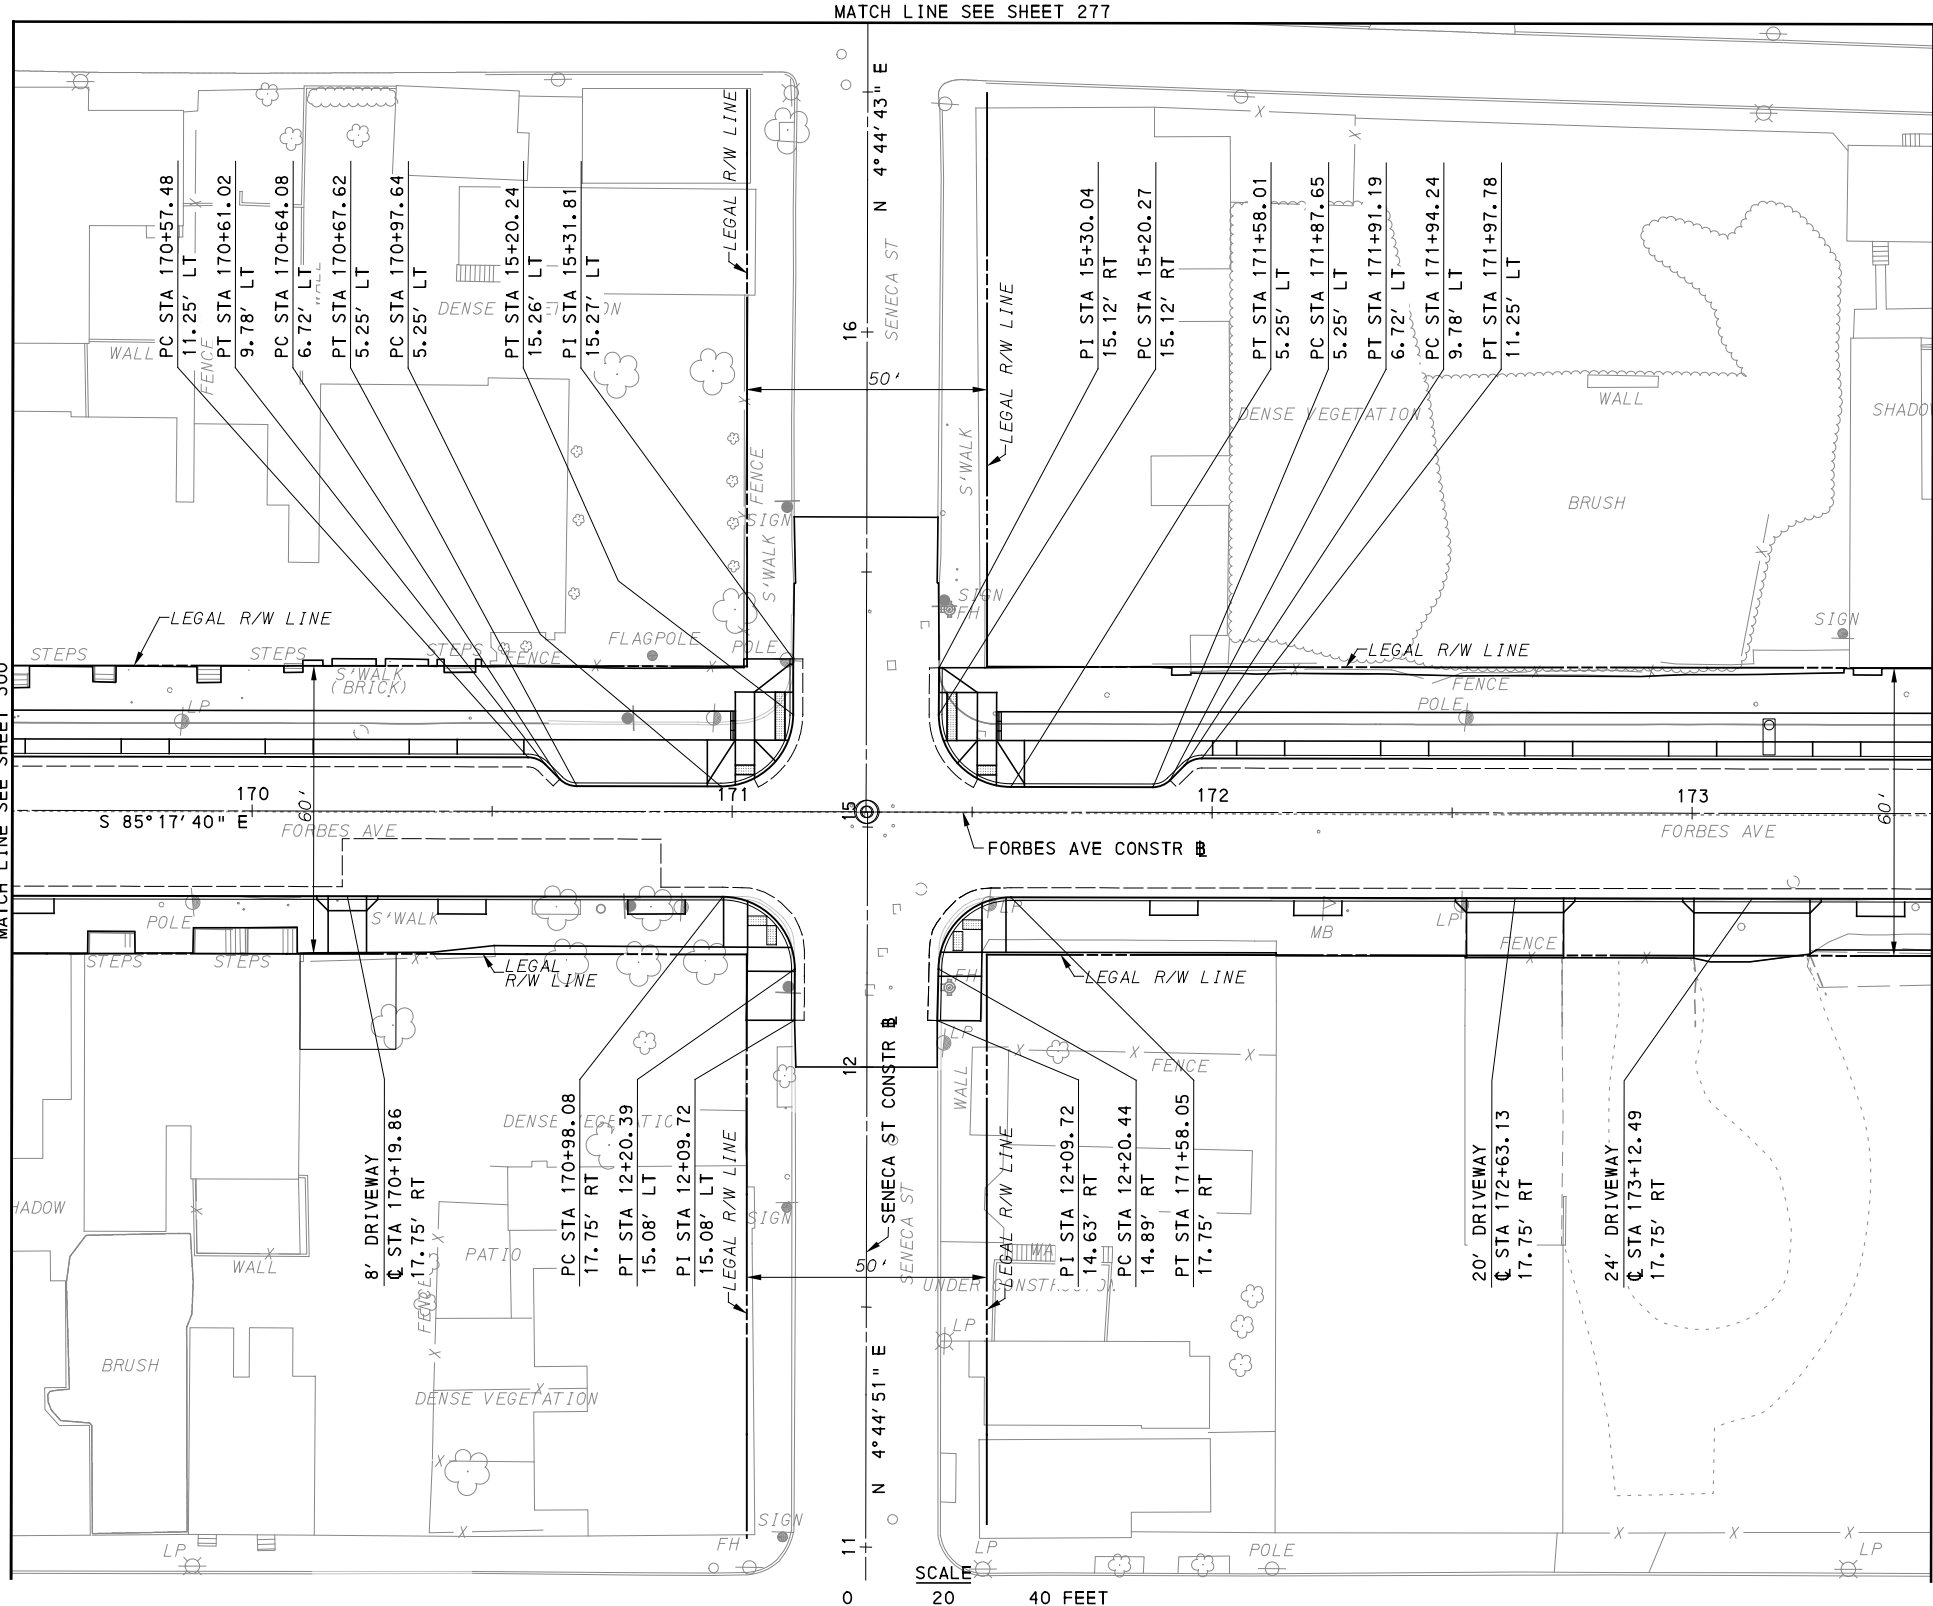 MATCH LINE SEE SHEET 277
N 4°44'43" E
LEGAL R/W LINE
PC STA 170+57.48
11.25' LT
PT STA 170+61.02
9.78' LT
PC STA 170+64.08
6.72' LT
PT STA 170+67.62
5.25' LT
PC STA 170+97.64
5.25' LT
PT STA 15+20.24
15.26' LT
PI STA 15+31.81
15.27' LT
PI STA 15+30.04
15.12' RT
PC STA 15+20.27
15.12' RT
PT STA 171+58.01
5.25' LT
PC STA 171+87.65
5.25' LT
PT STA 171+91.19
6.72' LT
PC STA 171+94.24
9.78' LT
PT STA 171+97.78
11.25' LT
WALL
DENSE
SENECA ST
16
WALL
FENCE
50'
LEGAL R/W LINE
DENSE VEGETATION
WALL
SHADO
S'WALK
FENCE
SIGN
S'WALK
BRUSH
SIGN
FH
SIGN
LEGAL R/W LINE
STEPS
STEPS
STEPS
FENCE
FLAGPOLE
POLE
S'WALK
(BRICK)
LEGAL R/W LINE
FENCE
POLE
LP
MATCH LINE SEE SHEET 300
170
171
15
172
173
S 85°17'40" E
60'
FORBES AVE
FORBES AVE
60'
FORBES AVE CONSTR B
POLE
S'WALK
LP
MB
LP
FENCE
STEPS
STEPS
LEGAL
R/W LINE
FH
LEGAL R/W LINE
LP
12
SENECA ST CONSTR B
WALL
FENCE
8' DRIVEWAY
℄ STA 170+19.86
17.75' RT
PC STA 170+98.08
17.75' RT
PT STA 12+20.39
15.08' LT
PI STA 12+09.72
15.08' LT
LEGAL R/W LINE
PI STA 12+09.72
14.63' RT
PC STA 12+20.44
14.89' RT
PT STA 171+58.05
17.75' RT
20' DRIVEWAY
℄ STA 172+63.13
17.75' RT
24' DRIVEWAY
℄ STA 173+12.49
17.75' RT
HADOW
SIGN
SENECA ST
LEGAL R/W LINE
PATIO
WALL
50'
FENCE
LP
BRUSH
N 4°44'51" E
DENSE VEGETATION
SIGN
LP
FH
11
LP
POLE
LP
SCALE
0 20 40 FEET